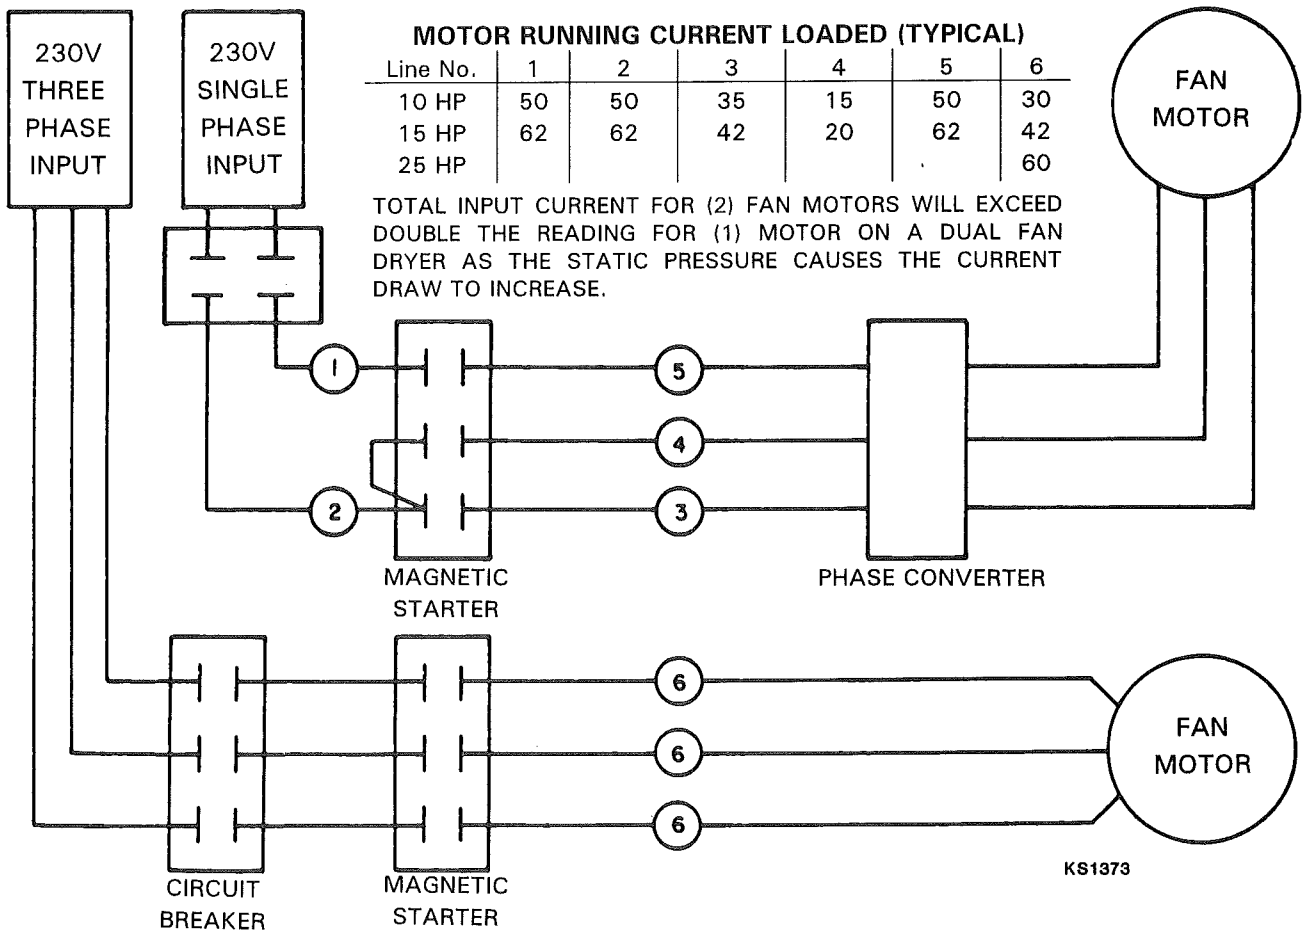 230V
THREE
PHASE
INPUT
230V
SINGLE
PHASE
INPUT
MOTOR RUNNING CURRENT LOADED (TYPICAL)
Line No. 1 2 3 4 5 6
10 HP 50 50 35 15 50 30
15 HP 62 62 42 20 62 42
25 HP 60
TOTAL INPUT CURRENT FOR (2) FAN MOTORS WILL EXCEED
DOUBLE THE READING FOR (1) MOTOR ON A DUAL FAN
DRYER AS THE STATIC PRESSURE CAUSES THE CURRENT
DRAW TO INCREASE.
FAN
MOTOR
1
5
4
2
3
MAGNETIC
STARTER
PHASE CONVERTER
6
6
6
FAN
MOTOR
KS1373
CIRCUIT
BREAKER
MAGNETIC
STARTER